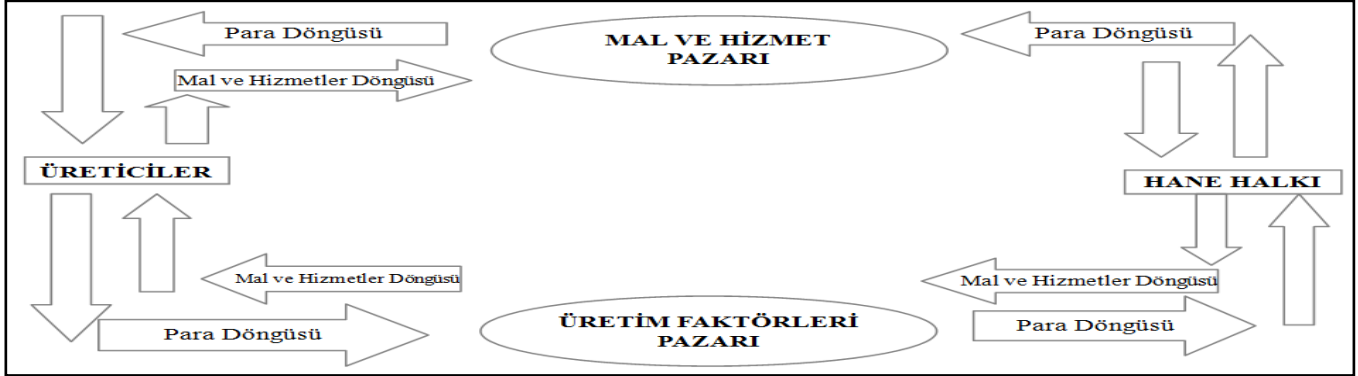 Para Döngüsü
MAL VE HİZMET
PAZARI
Para Döngüsü
Mal ve Hizmetler Döngüsü
ÜRETİCİLER
HANE HALKI
Mal ve Hizmetler Döngüsü
Mal ve Hizmetler Döngüsü
Para Döngüsü
ÜRETİM FAKTÖRLERİ
PAZARI
Para Döngüsü